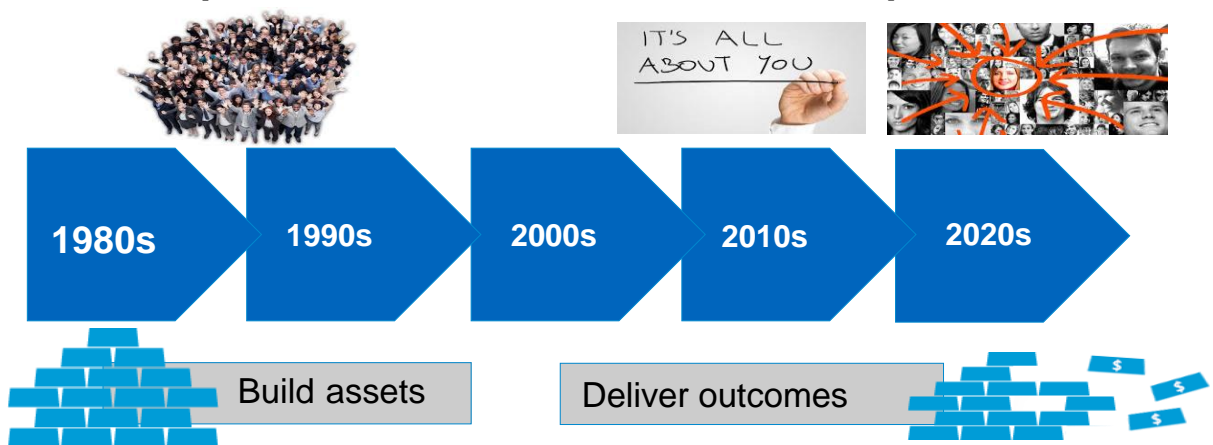 IT'S ALL
ABOUT YOU
1980s
1990s
2000s
2010s
2020s
Build assets
Deliver outcomes
$
$
$